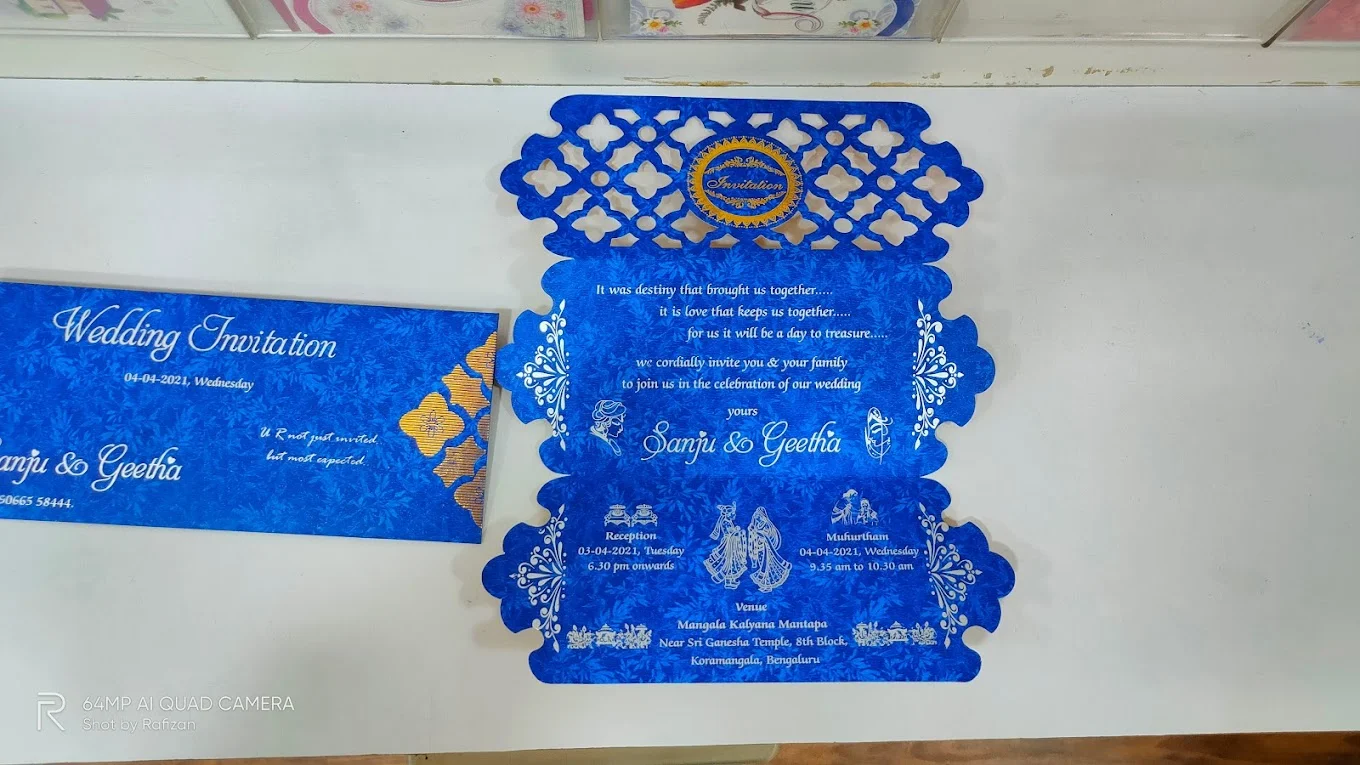 Invitation
It was destiny that brought us together.....
it is love that keeps us together.....
for us it will be a day to treasure.....
we cordially invite you & your family
to join us in the celebration of our wedding
yours
Sanju & Geetha
Reception
03-04-2021, Tuesday
6.30 pm onwards
Muhurtham
04-04-2021, Wednesday
9.35 am to 10.30 am
Venue
Mangala Kalyana Mantapa
Near Sri Ganesha Temple, 8th Block,
Koramangala, Bengaluru
Wedding Invitation
04-04-2021, Wednesday
U R not just invited
but most expected.
anju & Geetha
50665 58444.
R
64MP AI QUAD CAMERA
Shot by Rafizan